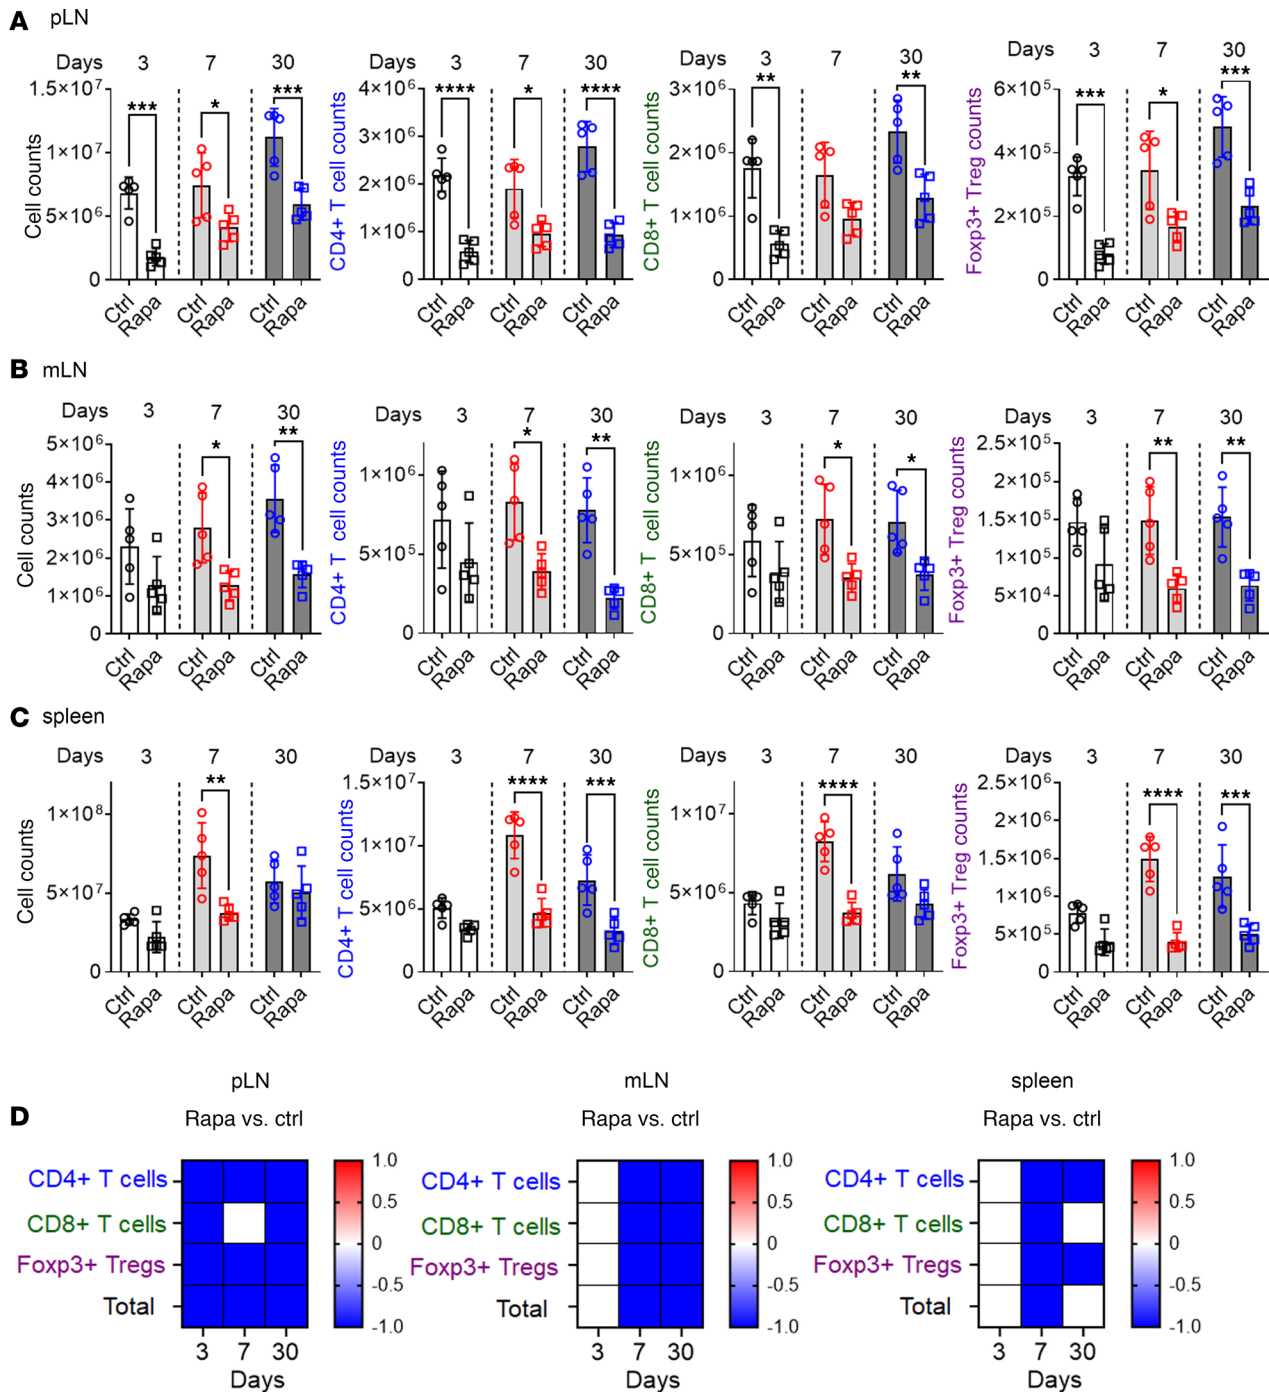 A pLN
Days 3 7 30
*** * ***
Cell counts
1.5×10⁷
1×10⁷
5×10⁶
0
Ctrl Rapa Ctrl Rapa Ctrl Rapa
Days 3 7 30
**** * ****
CD4+ T cell counts
4×10⁶
3×10⁶
2×10⁶
1×10⁶
0
Ctrl Rapa Ctrl Rapa Ctrl Rapa
Days 3 7 30
** **
CD8+ T cell counts
3×10⁶
2×10⁶
1×10⁶
0
Ctrl Rapa Ctrl Rapa Ctrl Rapa
Days 3 7 30
*** * ***
Foxp3+ Treg counts
6×10⁵
4×10⁵
2×10⁵
0
Ctrl Rapa Ctrl Rapa Ctrl Rapa
B mLN
Days 3 7 30
* **
Cell counts
5×10⁶
4×10⁶
3×10⁶
2×10⁶
1×10⁶
0
Ctrl Rapa Ctrl Rapa Ctrl Rapa
Days 3 7 30
* **
CD4+ T cell counts
1×10⁶
5×10⁵
0
Ctrl Rapa Ctrl Rapa Ctrl Rapa
Days 3 7 30
* *
CD8+ T cell counts
1×10⁶
5×10⁵
0
Ctrl Rapa Ctrl Rapa Ctrl Rapa
Days 3 7 30
** **
Foxp3+ Treg counts
2.5×10⁵
2×10⁵
1.5×10⁵
1×10⁵
5×10⁴
0
Ctrl Rapa Ctrl Rapa Ctrl Rapa
C spleen
Days 3 7 30
**
Cell counts
1×10⁸
5×10⁷
0
Ctrl Rapa Ctrl Rapa Ctrl Rapa
Days 3 7 30
**** ***
CD4+ T cell counts
1.5×10⁷
1×10⁷
5×10⁶
0
Ctrl Rapa Ctrl Rapa Ctrl Rapa
Days 3 7 30
****
CD8+ T cell counts
1×10⁷
5×10⁶
0
Ctrl Rapa Ctrl Rapa Ctrl Rapa
Days 3 7 30
**** ***
Foxp3+ Treg counts
2.5×10⁶
2×10⁶
1.5×10⁶
1×10⁶
5×10⁵
0
Ctrl Rapa Ctrl Rapa Ctrl Rapa
D
pLN
Rapa vs. ctrl
CD4+ T cells
CD8+ T cells
Foxp3+ Tregs
Total
3 7 30
Days
1.0
0.5
0
-0.5
-1.0
mLN
Rapa vs. ctrl
CD4+ T cells
CD8+ T cells
Foxp3+ Tregs
Total
3 7 30
Days
1.0
0.5
0
-0.5
-1.0
spleen
Rapa vs. ctrl
CD4+ T cells
CD8+ T cells
Foxp3+ Tregs
Total
3 7 30
Days
1.0
0.5
0
-0.5
-1.0